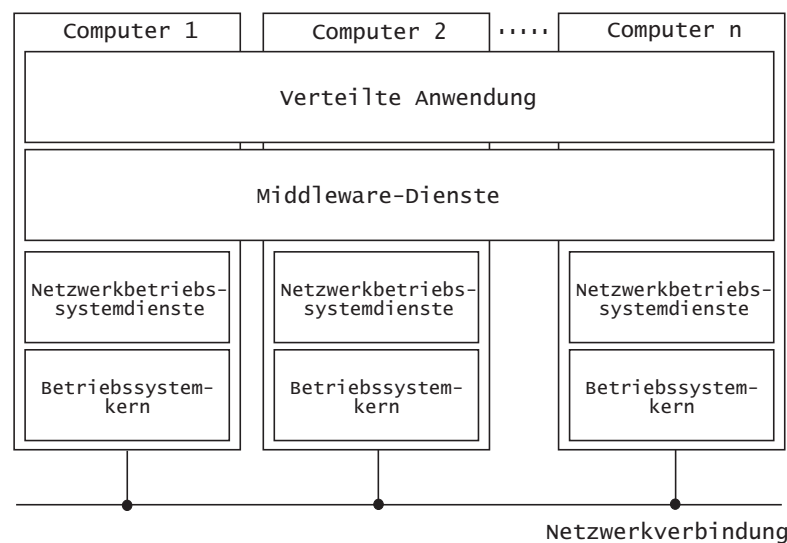 Computer 1
Computer 2
.....
Computer n
Verteilte Anwendung
Middleware-Dienste
Netzwerkbetriebs-
systemdienste
Netzwerkbetriebs-
systemdienste
Netzwerkbetriebs-
systemdienste
Betriebssystem-
kern
Betriebssystem-
kern
Betriebssystem-
kern
Netzwerkverbindung